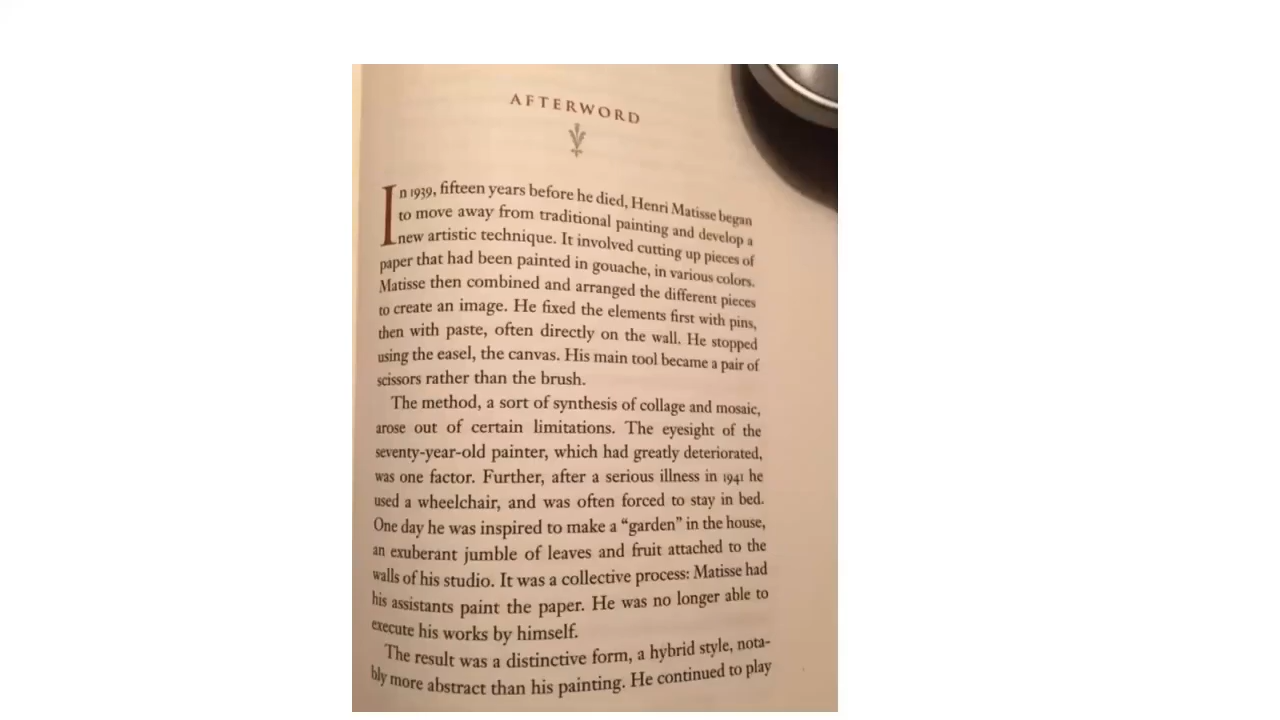 AFTERWORD
In 1939, fifteen years before he died, Henri Matisse began
to move away from traditional painting and develop a
new artistic technique. It involved cutting up pieces of
paper that had been painted in gouache, in various colors.
Matisse then combined and arranged the different pieces
to create an image. He fixed the elements first with pins,
then with paste, often directly on the wall. He stopped
using the easel, the canvas. His main tool became a pair of
scissors rather than the brush.
The method, a sort of synthesis of collage and mosaic,
arose out of certain limitations. The eyesight of the
seventy-year-old painter, which had greatly deteriorated,
was one factor. Further, after a serious illness in 1941 he
used a wheelchair, and was often forced to stay in bed.
One day he was inspired to make a “garden” in the house,
an exuberant jumble of leaves and fruit attached to the
walls of his studio. It was a collective process: Matisse had
his assistants paint the paper. He was no longer able to
execute his works by himself.
The result was a distinctive form, a hybrid style, nota-
bly more abstract than his painting. He continued to play